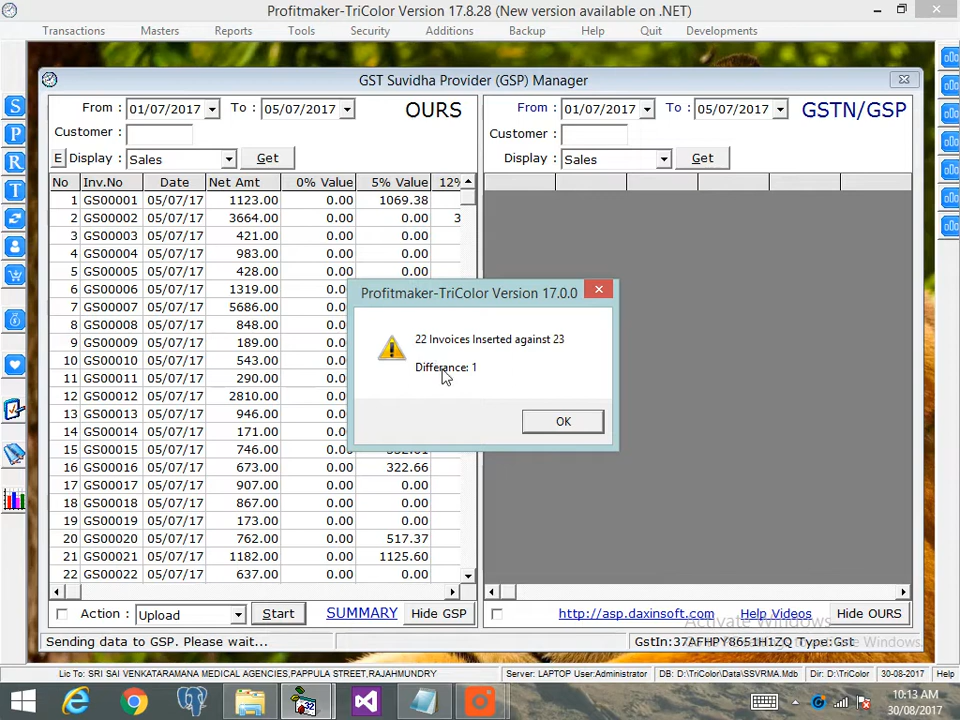 Profitmaker-TriColor Version 17.8.28 (New version available on .NET)
Transactions Masters Reports Tools Security Additions Backup Help Quit Developments
GST Suvidha Provider (GSP) Manager
From : 01/07/2017 To : 05/07/2017 OURS
Customer :
E Display : Sales Get
No Inv.No Date Net Amt 0% Value 5% Value 12%
1 GS00001 05/07/17 1123.00 0.00 1069.38
2 GS00002 05/07/17 3664.00 0.00 0.00 3
3 GS00003 05/07/17 421.00 0.00 0.00
4 GS00004 05/07/17 983.00 0.00 0.00
5 GS00005 05/07/17 428.00 0.00 0.00
6 GS00006 05/07/17 1319.00
7 GS00007 05/07/17 5686.00
8 GS00008 05/07/17 848.00
9 GS00009 05/07/17 189.00
10 GS00010 05/07/17 543.00
11 GS00011 05/07/17 290.00
12 GS00012 05/07/17 2810.00
13 GS00013 05/07/17 946.00
14 GS00014 05/07/17 171.00
15 GS00015 05/07/17 746.00
16 GS00016 05/07/17 673.00 0.00 322.66
17 GS00017 05/07/17 907.00 0.00 0.00
18 GS00018 05/07/17 867.00 0.00 0.00
19 GS00019 05/07/17 173.00 0.00 0.00
20 GS00020 05/07/17 762.00 0.00 517.37
21 GS00021 05/07/17 1182.00 0.00 1125.60
22 GS00022 05/07/17 637.00 0.00 0.00
Action : Upload Start SUMMARY Hide GSP
From : 01/07/2017 To : 05/07/2017 GSTN/GSP
Customer :
Display : Sales Get
http://asp.daxinsoft.com Help Videos Hide OURS
Profitmaker-TriColor Version 17.0.0
22 Invoices Inserted against 23
Differance: 1
OK
Activate Windows
Sending data to GSP. Please wait... GstIn:37AFHPY8651H1ZQ Type:Gst
Lic To: SRI SAI VENKATARAMANA MEDICAL AGENCIES,PAPPULA STREET,RAJAHMUNDRY Server: LAPTOP User:Administrator DB: D:\TriColor\Data\SSVRMA.Mdb Dir: D:\TriColor 30-08-2017 Help
10:13 AM
30/08/2017